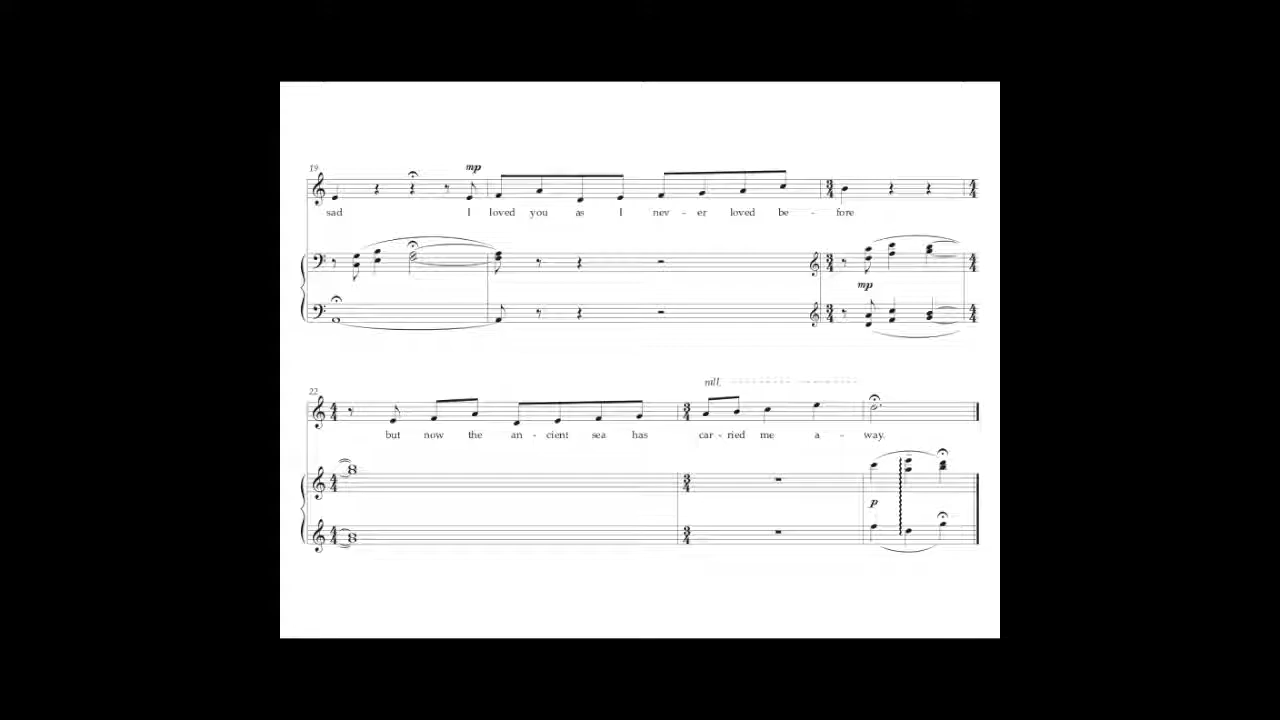 19
mp
sad I loved you as I nev - er loved be - fore
mp
22
rall.
but now the an - cient sea has car - ried me a - way.
p